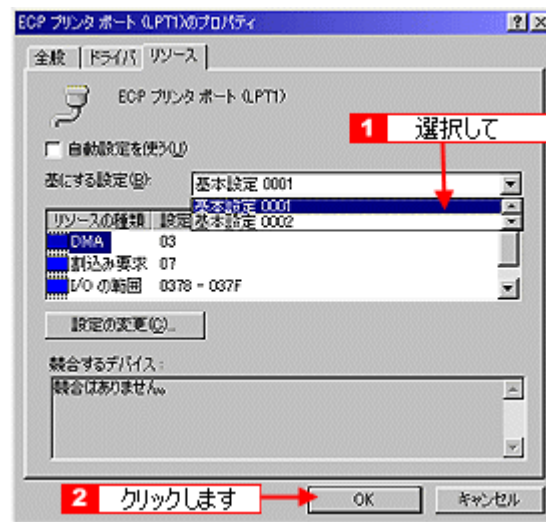 ECP プリンタ ポート (LPT1)のプロパティ
全般 ドライバ リソース
ECP プリンタ ポート (LPT1)
1 選択して
自動設定を使う(U)
基にする設定(B):
基本設定 0001
基本設定 0001
基本設定 0002
リソースの種類 設定
DMA 03
割込み要求 07
I/O の範囲 0378 - 037F
設定の変更(C)...
競合するデバイス:
競合はありません。
2 クリックします
OK キャンセル